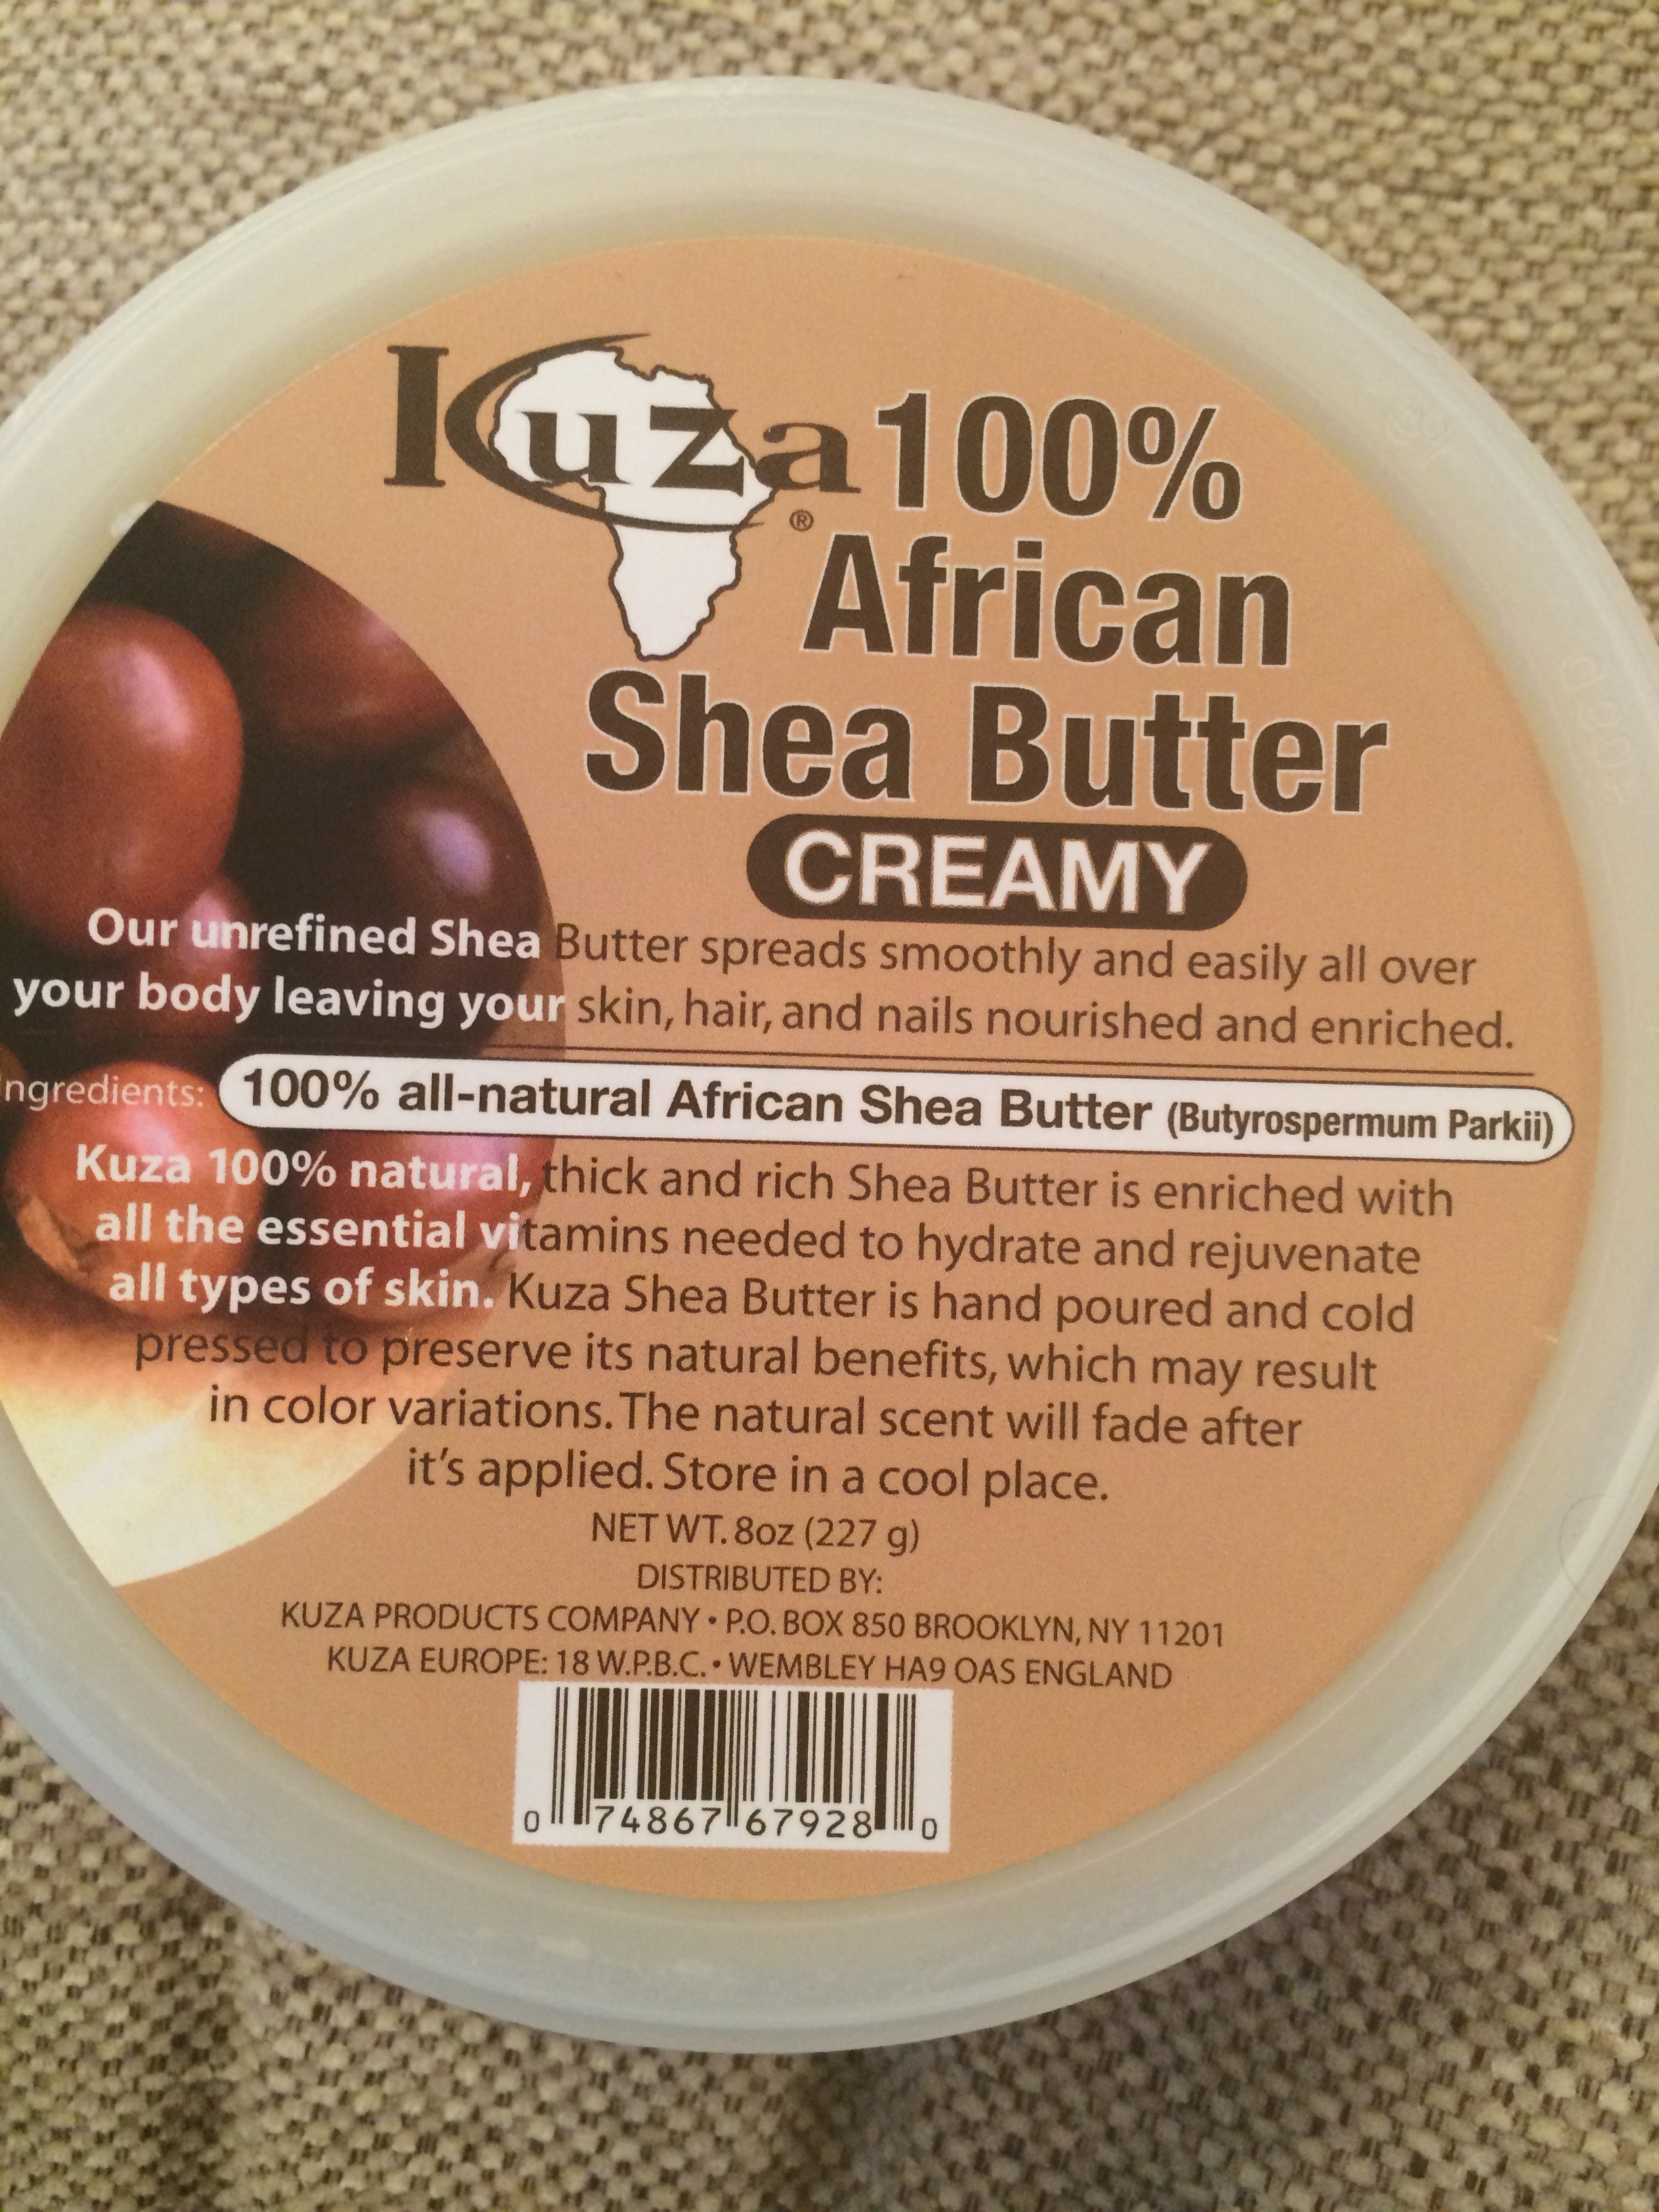 Kuza® 100%
African
Shea Butter
CREAMY
Our unrefined Shea Butter spreads smoothly and easily all over
your body leaving your skin, hair, and nails nourished and enriched.
ngredients: 100% all-natural African Shea Butter (Butyrospermum Parkii)
Kuza 100% natural, thick and rich Shea Butter is enriched with
all the essential vitamins needed to hydrate and rejuvenate
all types of skin. Kuza Shea Butter is hand poured and cold
pressed to preserve its natural benefits, which may result
in color variations. The natural scent will fade after
it's applied. Store in a cool place.
NET WT. 8oz (227 g)
DISTRIBUTED BY:
KUZA PRODUCTS COMPANY • P.O. BOX 850 BROOKLYN, NY 11201
KUZA EUROPE: 18 W.P.B.C. • WEMBLEY HA9 OAS ENGLAND
0 74867 67928 0